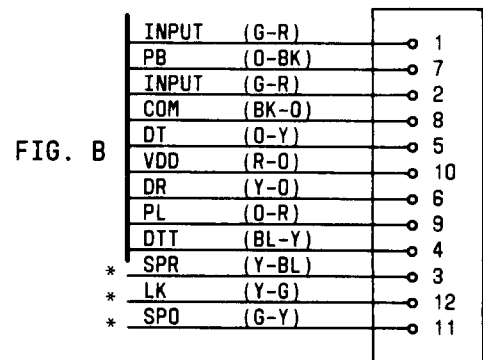 INPUT (G-R) 1
PB (O-BK) 7
INPUT (G-R) 2
COM (BK-O) 8
DT (O-Y) 5
FIG. B
VDD (R-O) 10
DR (Y-O) 6
PL (O-R) 9
DTT (BL-Y) 4
* SPR (Y-BL) 3
* LK (Y-G) 12
* SPO (G-Y) 11